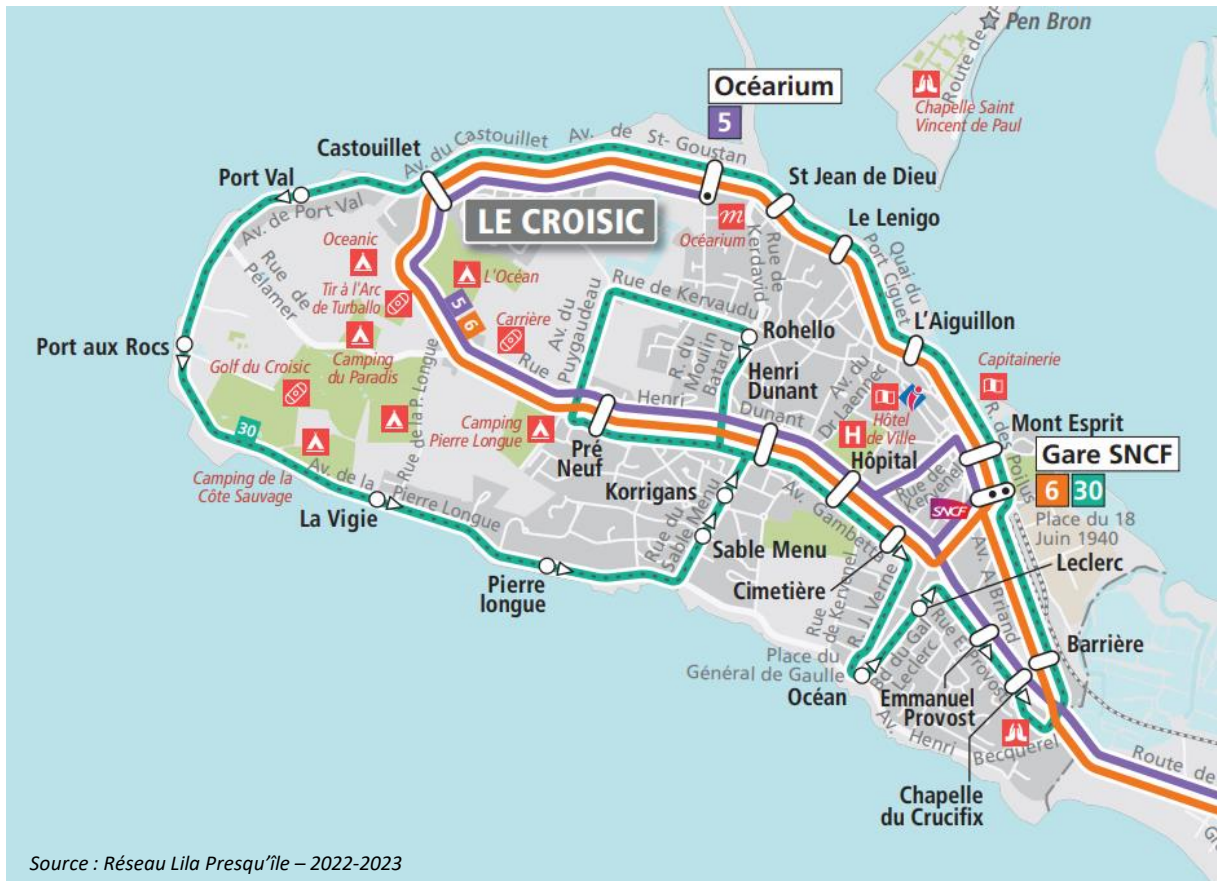 Pen Bron
Route de
Chapelle Saint
Vincent de Paul
Océarium
5
Castouillet
Av. du Castouillet
Av. de St-Goustan
Port Val
Av. de Port Val
St Jean de Dieu
Le Lenigo
LE CROISIC
m
Océarium
Rue de
Kerdavid
Quai du
Port Ciguet
Oceanic
L'Océan
Rue de
Pélamer
Tir à l'Arc
de Turballo
5
6
Carrière
Av. du
Puygaudeau
Rue de Kervaudu
Rohello
L'Aiguillon
Port aux Rocs
Golf du Croisic
Camping
du Paradis
Rue de la P. Longue
Rue Henri Dunant
R. du
Moulin
Batard
Henri
Dunant
Av. du
Dr Laennec
Capitainerie
Hôtel
de Ville
H
Hôpital
R. des Poilus
Mont Esprit
Gare SNCF
6
30
Place du 18
Juin 1940
30
Camping de la
Côte Sauvage
Av. de la
Pierre Longue
Camping
Pierre Longue
Pré
Neuf
La Vigie
Korrigans
Rue du
Sable Menu
Sable Menu
Av. Gambetta
Rue de
Kervenel
SNCF
Av. A. Briand
Leclerc
Pierre
longue
Cimetière
Rue
de Kervenel
R. J. Verne
Place du
Général de Gaulle
Océan
Bd du Gal
Leclerc
Rue E. Provost
Barrière
Emmanuel
Provost
Av. Henri
Becquerel
Chapelle
du Crucifix
Route de
Source : Réseau Lila Presqu'île – 2022-2023